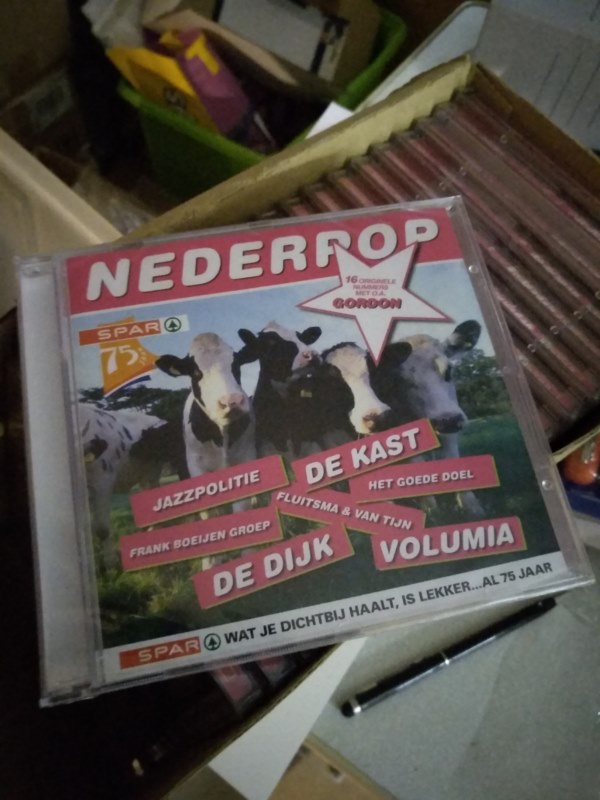 NEDERPOP
16 ORIGINELE
NUMMERS
MET O.A.
GORDON
SPAR
75
DE KAST
JAZZPOLITIE
HET GOEDE DOEL
FLUITSMA & VAN TIJN
FRANK BOEIJEN GROEP
DE DIJK
VOLUMIA
SPAR WAT JE DICHTBIJ HAALT, IS LEKKER...AL 75 JAAR